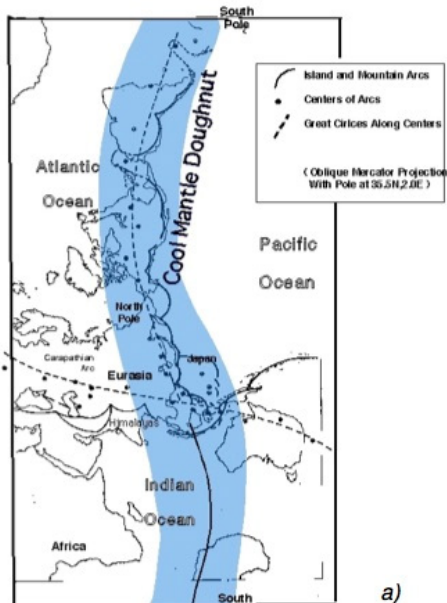 South
Pole
Island and Mountain Arcs
Centers of Arcs
Great Cirlces Along Centers
( Oblique Mercator Projection
With Pole at 35.5N,2.0E )
Atlantic
Ocean
Cool Mantle Doughnut
Pacific
Ocean
North
Pole
Carapathian
Arc
Eurasia
Japan
Himalayas
Indian
Ocean
Africa
South
a)